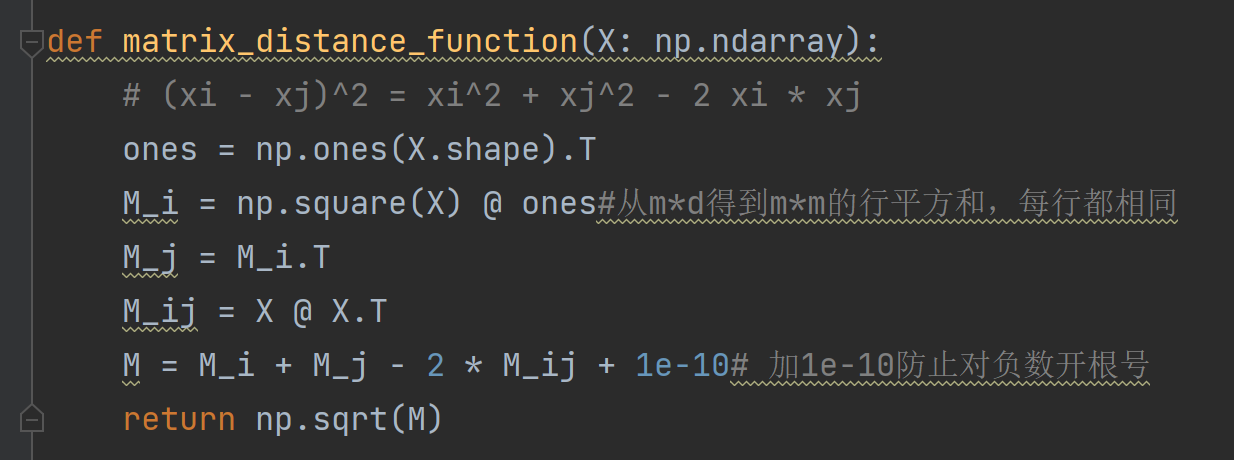 def matrix_distance_function(X: np.ndarray):
# (xi - xj)^2 = xi^2 + xj^2 - 2 xi * xj
ones = np.ones(X.shape).T
M_i = np.square(X) @ ones#从m*d得到m*m的行平方和，每行都相同
M_j = M_i.T
M_ij = X @ X.T
M = M_i + M_j - 2 * M_ij + 1e-10# 加1e-10防止对负数开根号
return np.sqrt(M)